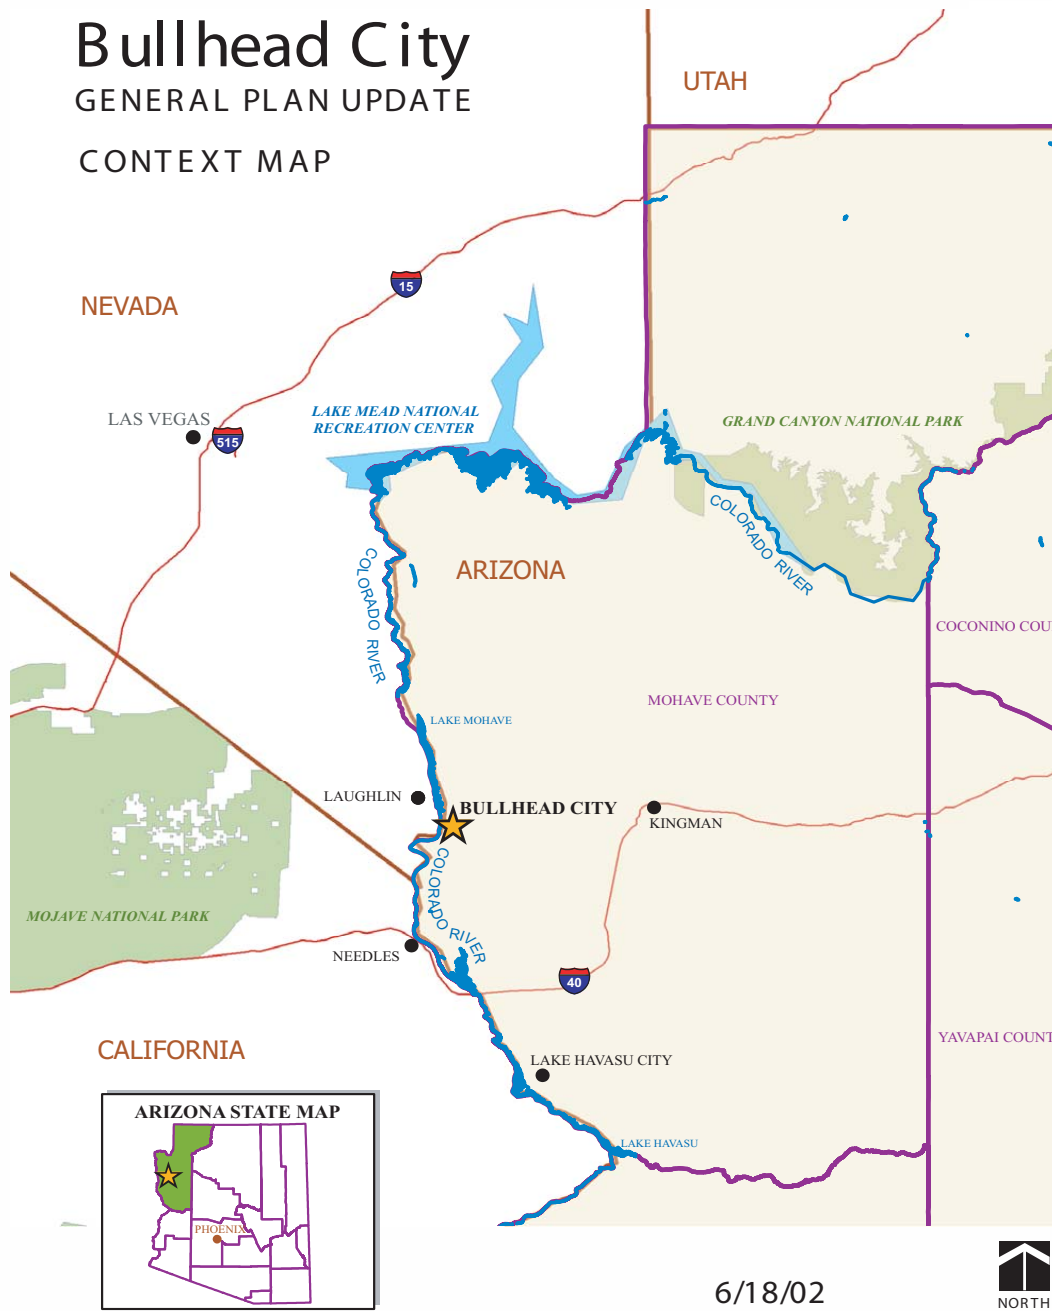 Bullhead City
GENERAL PLAN UPDATE
CONTEXT MAP
UTAH
15
NEVADA
LAS VEGAS
515
LAKE MEAD NATIONAL
RECREATION CENTER
GRAND CANYON NATIONAL PARK
COLORADO RIVER
COLORADO RIVER
ARIZONA
COCONINO COU
MOHAVE COUNTY
LAKE MOHAVE
LAUGHLIN
BULLHEAD CITY
KINGMAN
COLORADO RIVER
MOJAVE NATIONAL PARK
NEEDLES
40
YAVAPAI COUNT
CALIFORNIA
LAKE HAVASU CITY
LAKE HAVASU
ARIZONA STATE MAP
PHOENIX
6/18/02
NORTH